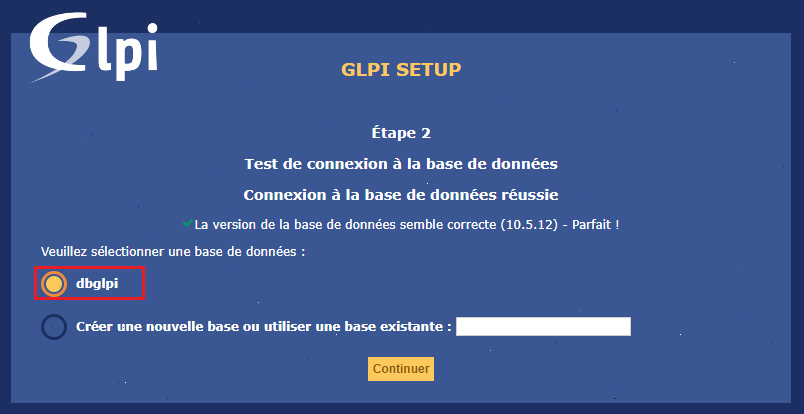 Glpi
GLPI SETUP
Étape 2
Test de connexion à la base de données
Connexion à la base de données réussie
La version de la base de données semble correcte (10.5.12) - Parfait !
Veuillez sélectionner une base de données :
dbglpi
Créer une nouvelle base ou utiliser une base existante :
Continuer